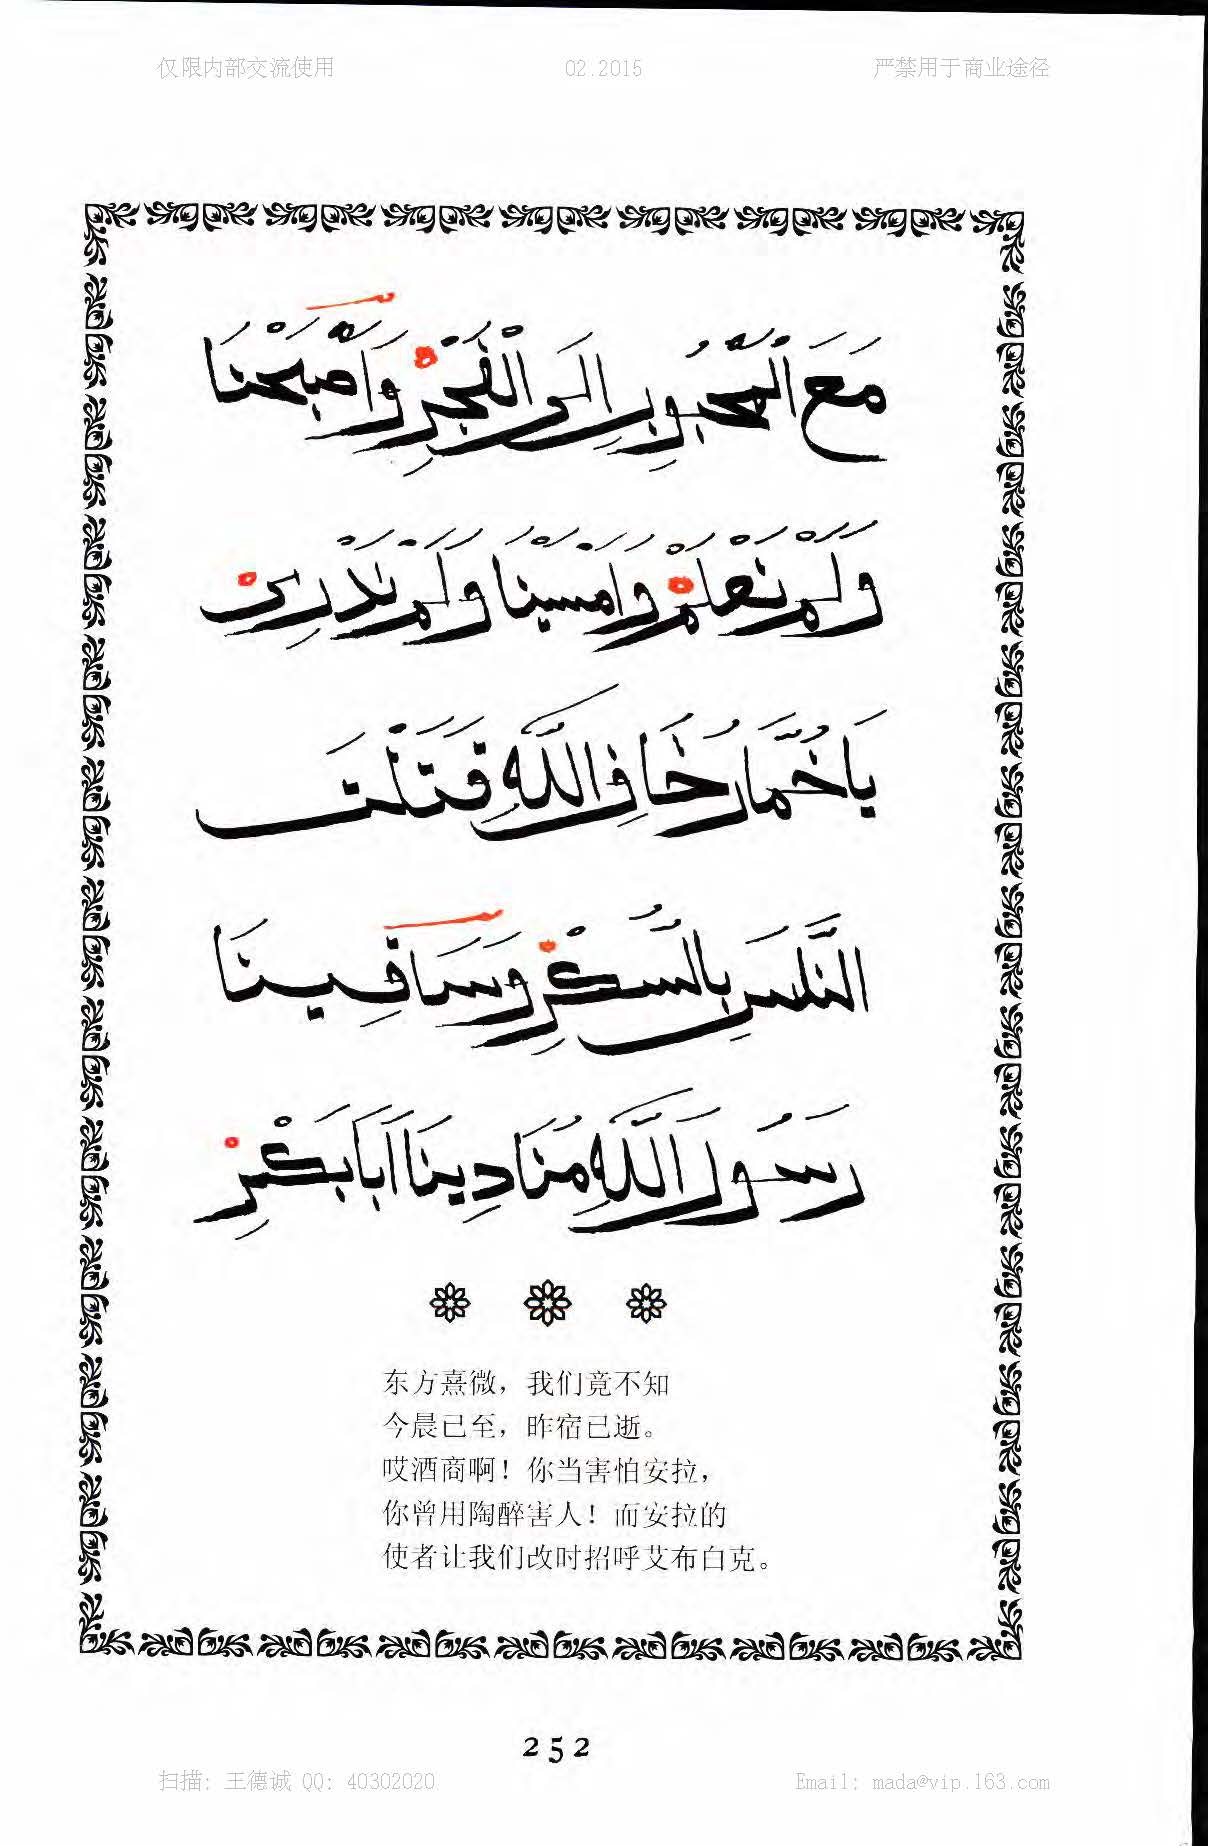 仅限内部交流使用 02.2015 严禁用于商业途径
مَعَ الْمَحْبُوبِ اِلَى الْفَجْرِ وَاَصْبَحْنَا
وَلَمْ نَعْلَمْ وَاَمْسَيْنَا وَلَمْ نَدْرِى
يَا خُمَّارُ خَافِ اللَّهِ قَتَلْتَ
النَّاسَ بِالسُّكْرِ وَسَافِينَا
رَسُولَ اللَّهِ مُنَادِينَا اَبَا بَكْرِ
东方熹微，我们竟不知
今晨已至，昨宿已逝。
哎酒商啊！你当害怕安拉，
你曾用陶醉害人！而安拉的
使者让我们改时招呼艾布白克。
252
扫描: 王德诚 QQ: 40302020 Email: mada@vip.163.com